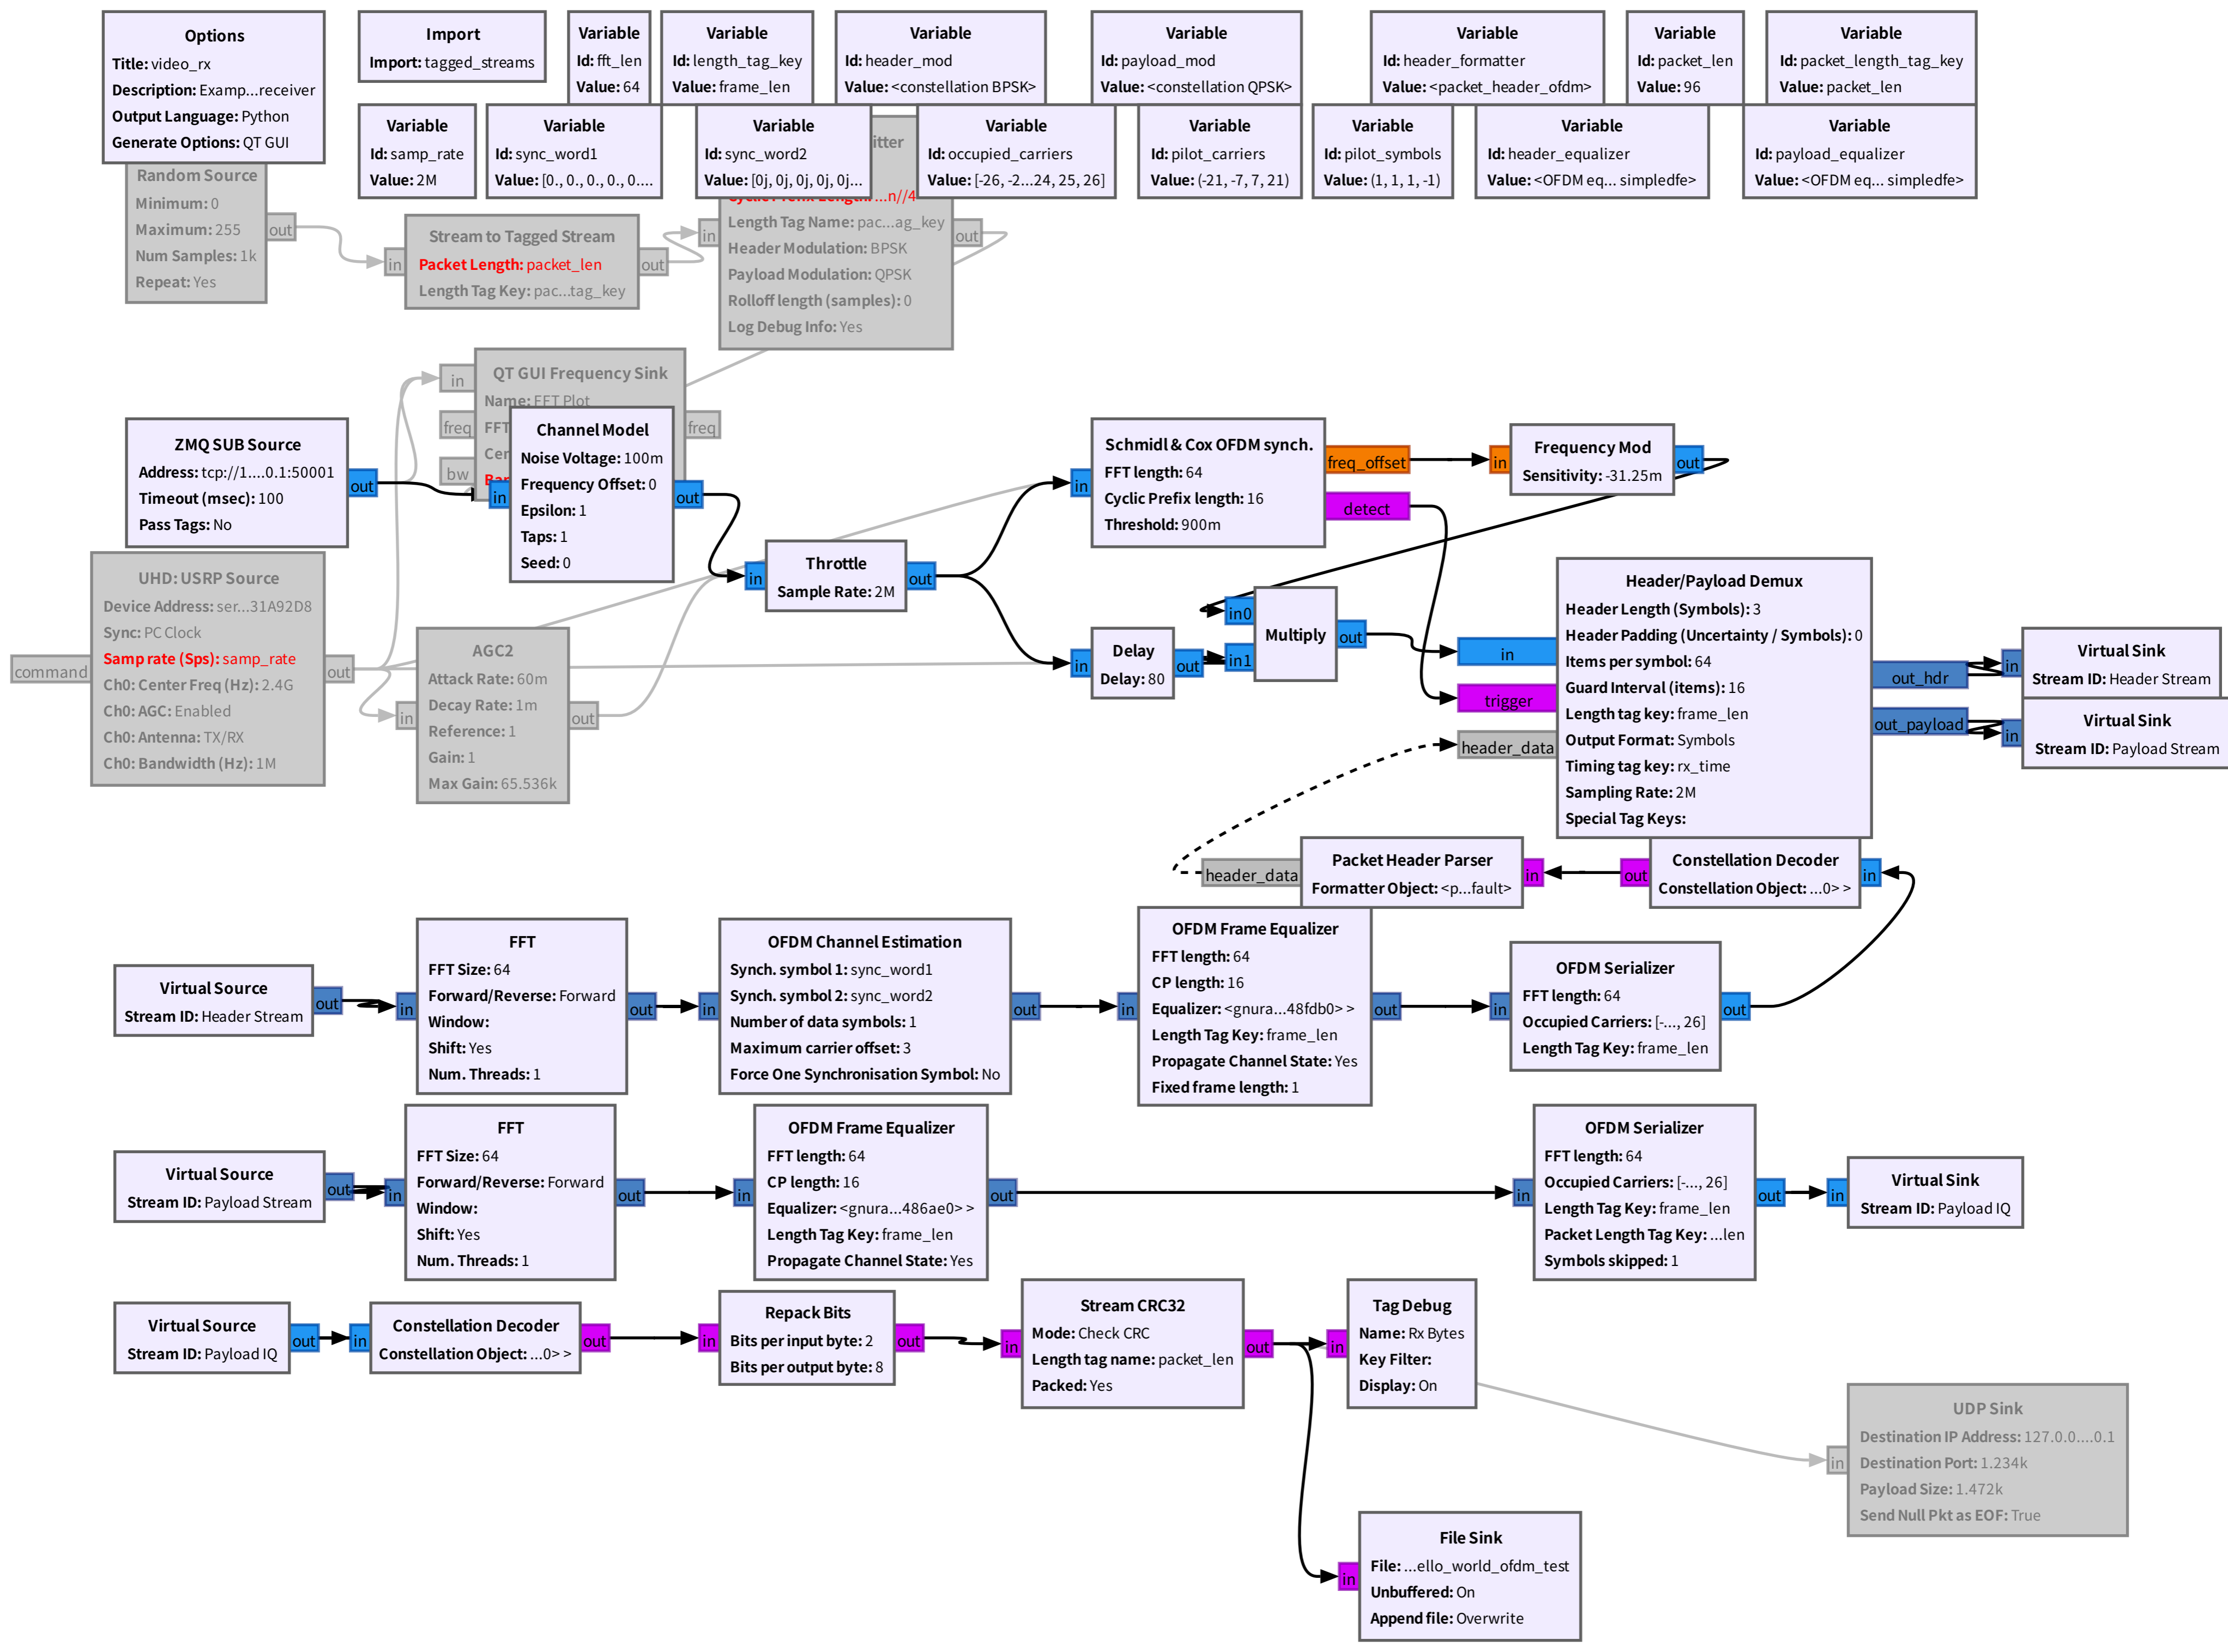 Options
Title: video_rx
Description: Examp...receiver
Output Language: Python
Generate Options: QT GUI
Import
Import: tagged_streams
Variable
Id: fft_len
Value: 64
Variable
Id: length_tag_key
Value: frame_len
Variable
Id: header_mod
Value: <constellation BPSK>
Variable
Id: payload_mod
Value: <constellation QPSK>
Variable
Id: header_formatter
Value: <packet_header_ofdm>
Variable
Id: packet_len
Value: 96
Variable
Id: packet_length_tag_key
Value: packet_len
Variable
Id: samp_rate
Value: 2M
Variable
Id: sync_word1
Value: [0., 0., 0., 0., 0....
Variable
Id: sync_word2
Value: [0j, 0j, 0j, 0j, 0j...
Variable
Id: occupied_carriers
Value: [-26, -2...24, 25, 26]
Variable
Id: pilot_carriers
Value: (-21, -7, 7, 21)
Variable
Id: pilot_symbols
Value: (1, 1, 1, -1)
Variable
Id: header_equalizer
Value: <OFDM eq... simpledfe>
Variable
Id: payload_equalizer
Value: <OFDM eq... simpledfe>
Random Source
Minimum: 0
Maximum: 255
Num Samples: 1k
Repeat: Yes
out
in
Stream to Tagged Stream
Packet Length: packet_len
Length Tag Key: pac...tag_key
out
in
itter
Cyclic Prefix Length: ...n//4
Length Tag Name: pac...ag_key
Header Modulation: BPSK
Payload Modulation: QPSK
Rolloff length (samples): 0
Log Debug Info: Yes
out
in
freq
bw
QT GUI Frequency Sink
Name: FFT Plot
FFT
Cen
Ban
freq
ZMQ SUB Source
Address: tcp://1....0.1:50001
Timeout (msec): 100
Pass Tags: No
out
in
Channel Model
Noise Voltage: 100m
Frequency Offset: 0
Epsilon: 1
Taps: 1
Seed: 0
out
in
Throttle
Sample Rate: 2M
out
in
Schmidl & Cox OFDM synch.
FFT length: 64
Cyclic Prefix length: 16
Threshold: 900m
freq_offset
detect
in
Frequency Mod
Sensitivity: -31.25m
out
command
UHD: USRP Source
Device Address: ser...31A92D8
Sync: PC Clock
Samp rate (Sps): samp_rate
Ch0: Center Freq (Hz): 2.4G
Ch0: AGC: Enabled
Ch0: Antenna: TX/RX
Ch0: Bandwidth (Hz): 1M
out
in
AGC2
Attack Rate: 60m
Decay Rate: 1m
Reference: 1
Gain: 1
Max Gain: 65.536k
out
in
Delay
Delay: 80
out
in0
in1
Multiply
out
in
trigger
header_data
Header/Payload Demux
Header Length (Symbols): 3
Header Padding (Uncertainty / Symbols): 0
Items per symbol: 64
Guard Interval (items): 16
Length tag key: frame_len
Output Format: Symbols
Timing tag key: rx_time
Sampling Rate: 2M
Special Tag Keys:
out_hdr
out_payload
in
Virtual Sink
Stream ID: Header Stream
in
Virtual Sink
Stream ID: Payload Stream
header_data
Packet Header Parser
Formatter Object: <p...fault>
in
out
Constellation Decoder
Constellation Object: ...0> >
in
Virtual Source
Stream ID: Header Stream
out
in
FFT
FFT Size: 64
Forward/Reverse: Forward
Window:
Shift: Yes
Num. Threads: 1
out
in
OFDM Channel Estimation
Synch. symbol 1: sync_word1
Synch. symbol 2: sync_word2
Number of data symbols: 1
Maximum carrier offset: 3
Force One Synchronisation Symbol: No
out
in
OFDM Frame Equalizer
FFT length: 64
CP length: 16
Equalizer: <gnura...48fdb0> >
Length Tag Key: frame_len
Propagate Channel State: Yes
Fixed frame length: 1
out
in
OFDM Serializer
FFT length: 64
Occupied Carriers: [-..., 26]
Length Tag Key: frame_len
out
Virtual Source
Stream ID: Payload Stream
out
in
FFT
FFT Size: 64
Forward/Reverse: Forward
Window:
Shift: Yes
Num. Threads: 1
out
in
OFDM Frame Equalizer
FFT length: 64
CP length: 16
Equalizer: <gnura...486ae0> >
Length Tag Key: frame_len
Propagate Channel State: Yes
out
in
OFDM Serializer
FFT length: 64
Occupied Carriers: [-..., 26]
Length Tag Key: frame_len
Packet Length Tag Key: ...len
Symbols skipped: 1
out
in
Virtual Sink
Stream ID: Payload IQ
Virtual Source
Stream ID: Payload IQ
out
in
Constellation Decoder
Constellation Object: ...0> >
out
in
Repack Bits
Bits per input byte: 2
Bits per output byte: 8
out
in
Stream CRC32
Mode: Check CRC
Length tag name: packet_len
Packed: Yes
out
in
Tag Debug
Name: Rx Bytes
Key Filter:
Display: On
in
UDP Sink
Destination IP Address: 127.0.0....0.1
Destination Port: 1.234k
Payload Size: 1.472k
Send Null Pkt as EOF: True
in
File Sink
File: ...ello_world_ofdm_test
Unbuffered: On
Append file: Overwrite